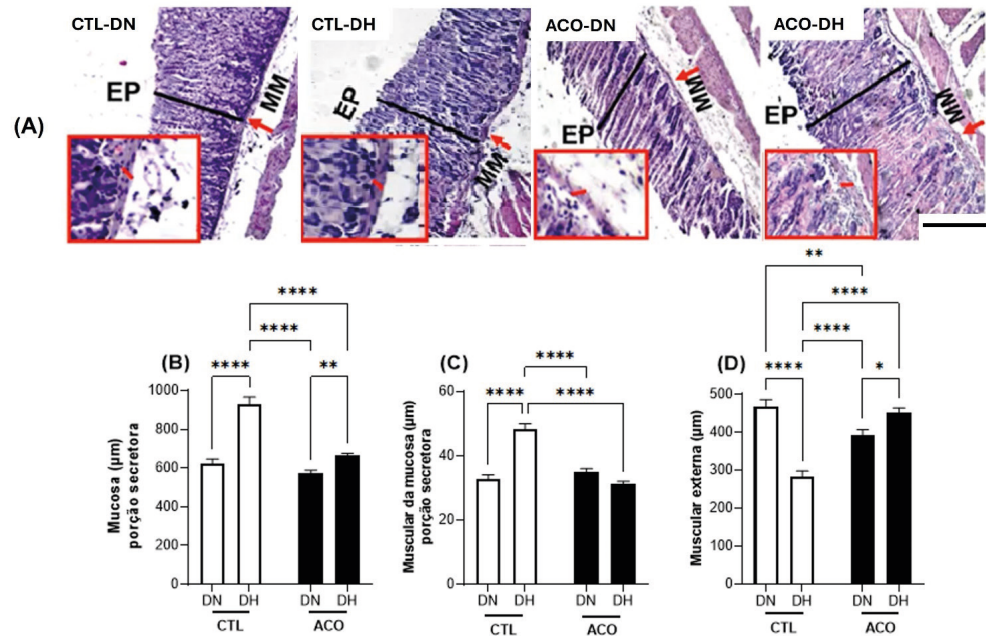 CTL-DN CTL-DH ACO-DN ACO-DH
(A)
EP MM EP MM EP MM EP MM
(B) (C) (D)
**** **** **** **
**** **** ****
** **** **** **** *
Mucosa (µm)
porção secretora
1000
800
600
400
200
0
DN DH DN DH
CTL ACO
Muscular da mucosa (µm)
porção secretora
60
40
20
0
DN DH DN DH
CTL ACO
Muscular externa (µm)
500
400
300
200
100
0
DN DH DN DH
CTL ACO